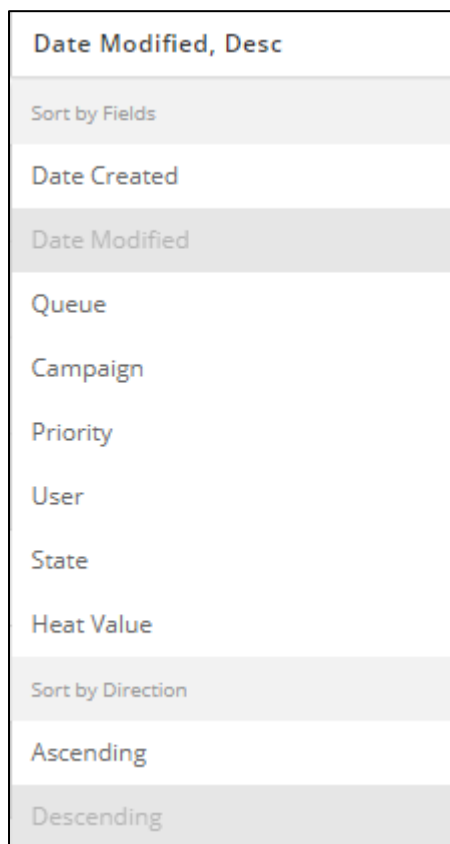 Date Modified, Desc
Sort by Fields
Date Created
Date Modified
Queue
Campaign
Priority
User
State
Heat Value
Sort by Direction
Ascending
Descending